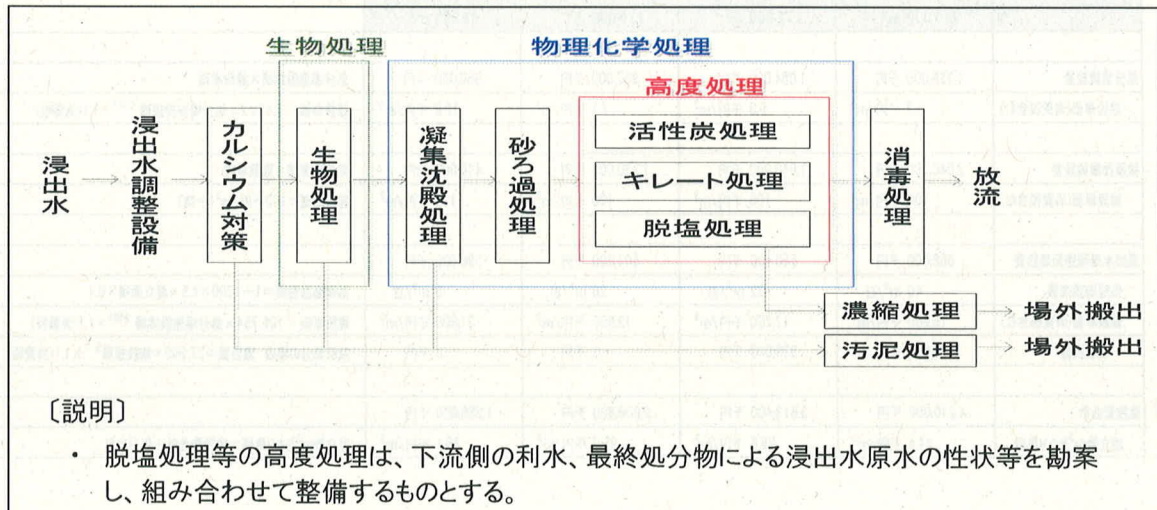 生物処理
物理化学処理
高度処理
浸出水
浸出水調整設備
カルシウム対策
生物処理
凝集沈殿処理
砂ろ過処理
活性炭処理
キレート処理
脱塩処理
消毒処理
放流
濃縮処理
場外搬出
汚泥処理
場外搬出
〔説明〕
・ 脱塩処理等の高度処理は、下流側の利水、最終処分物による浸出水原水の性状等を勘案
し、組み合わせて整備するものとする。